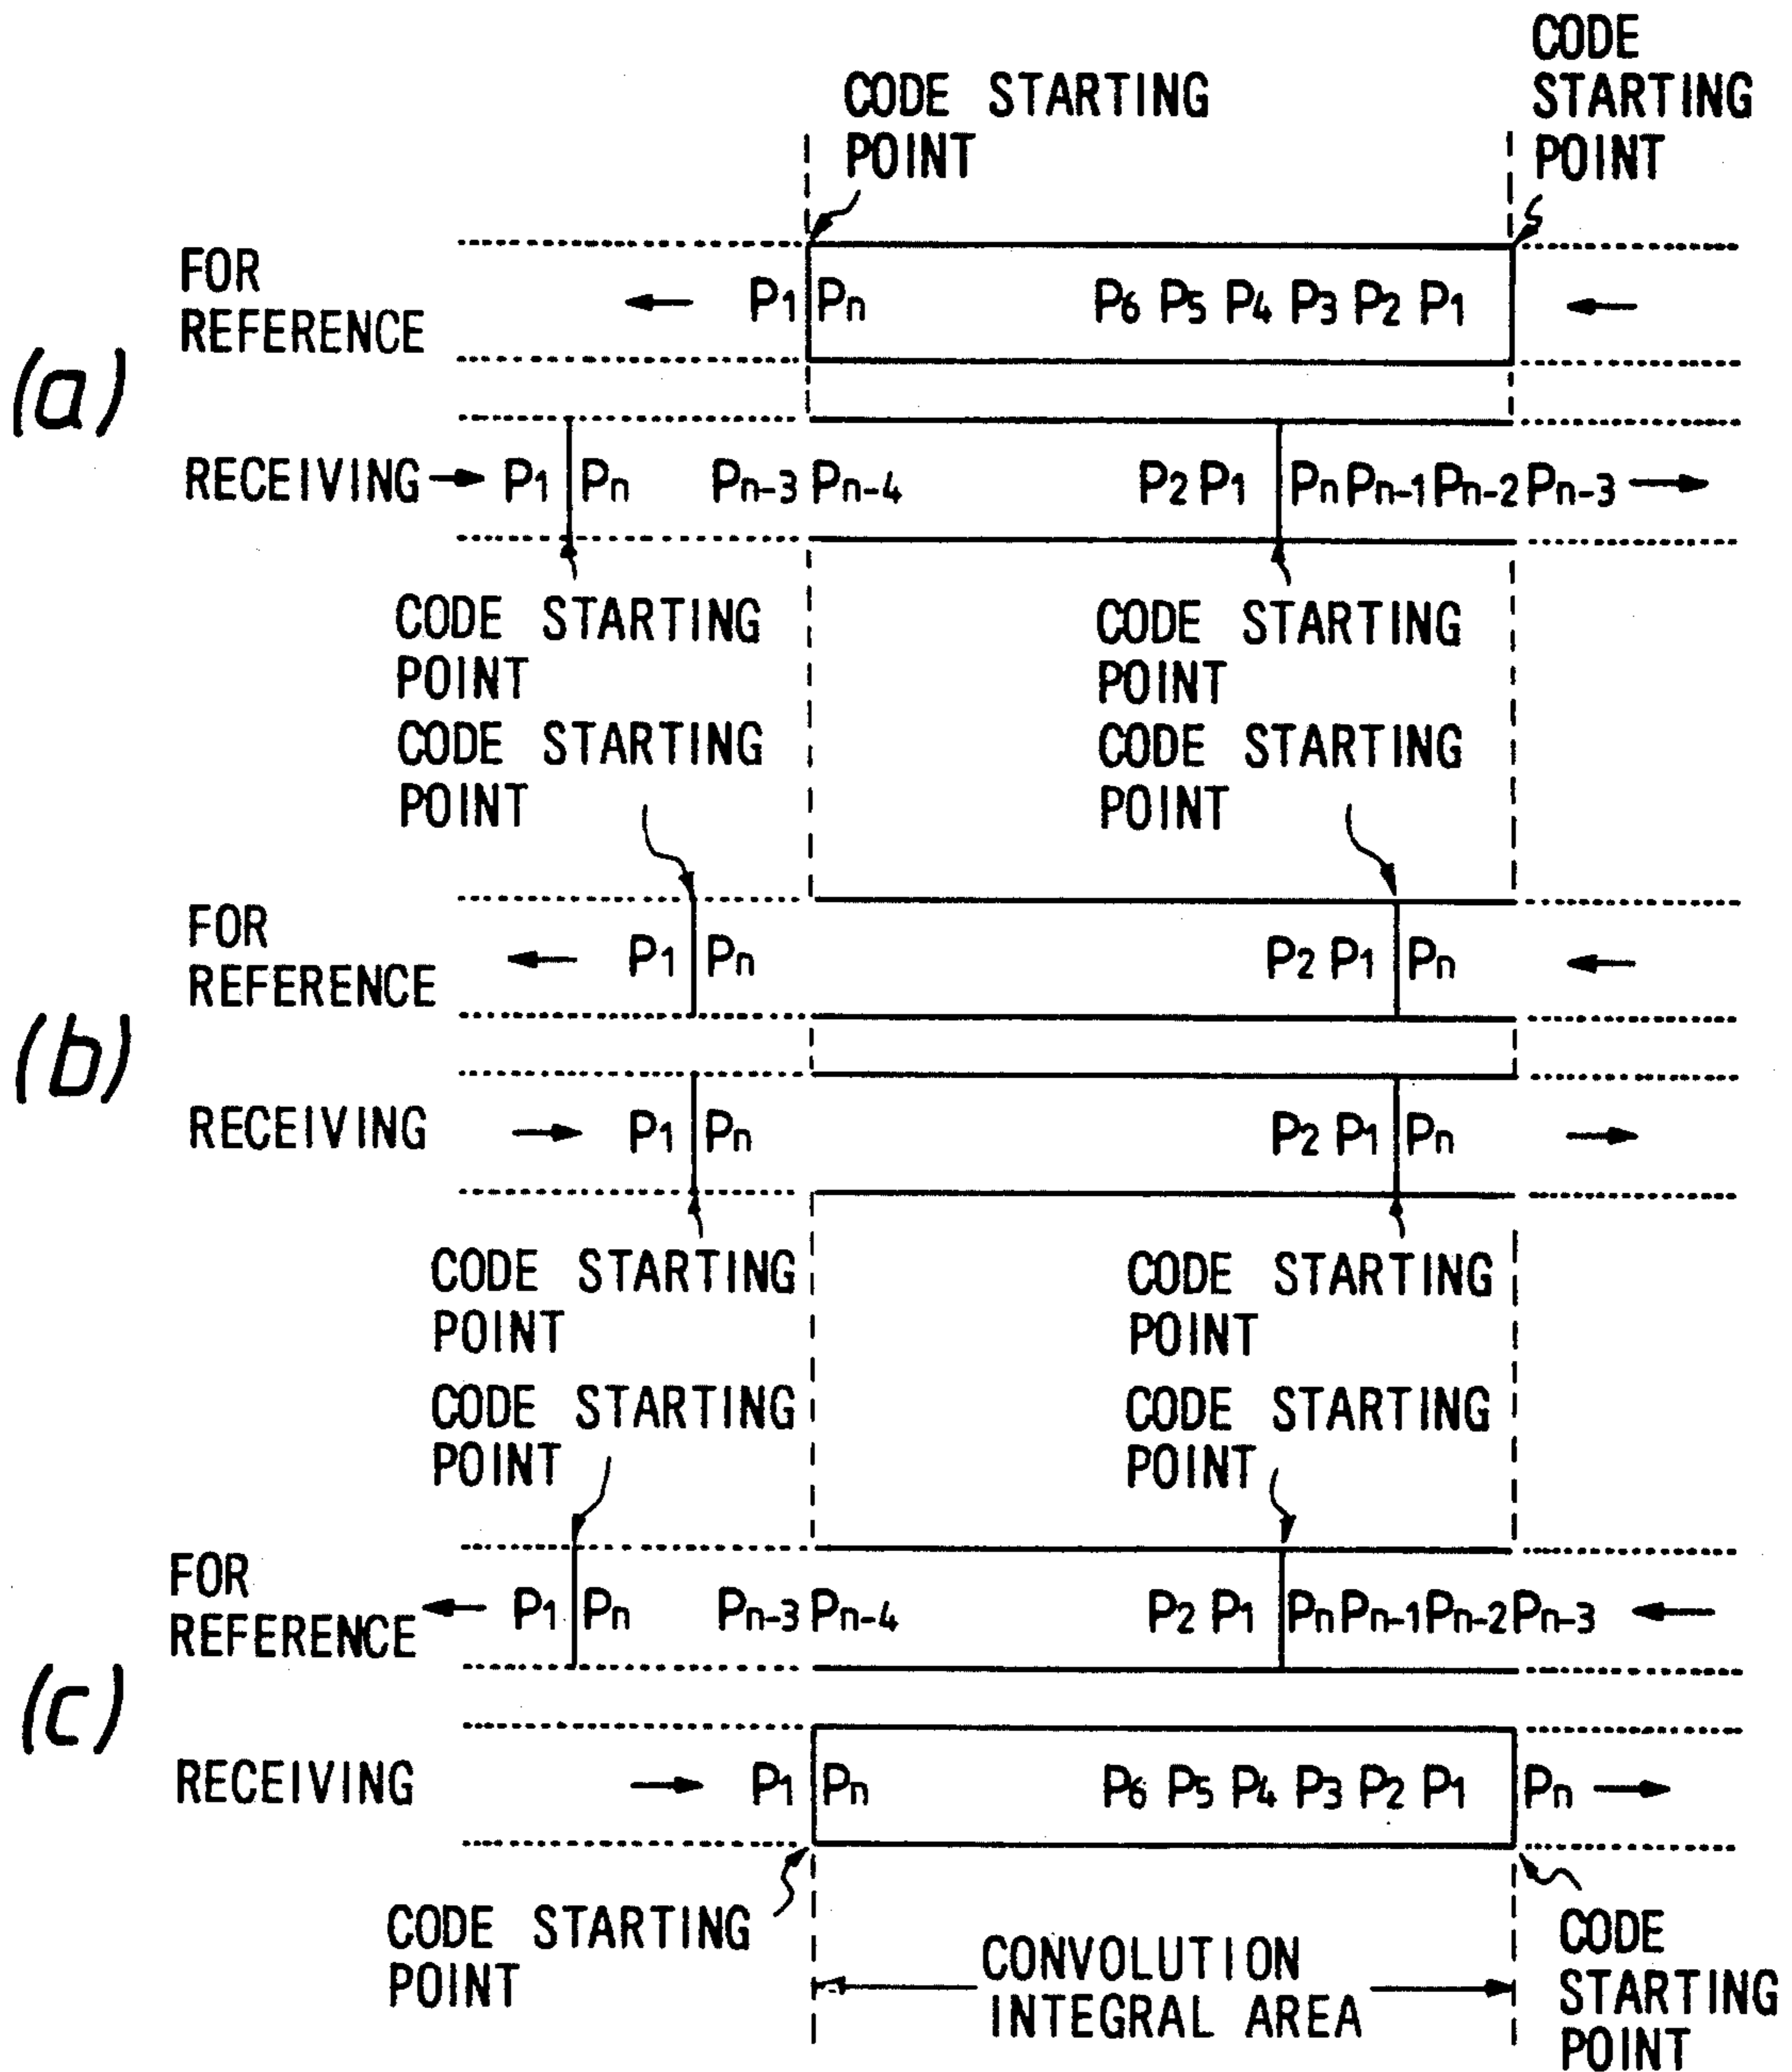 CODE STARTING
POINT
CODE
STARTING
POINT
(a)
FOR
REFERENCE
P1 Pn P6 P5 P4 P3 P2 P1
RECEIVING P1 Pn Pn-3 Pn-4 P2 P1 Pn Pn-1 Pn-2 Pn-3
CODE STARTING
POINT
CODE STARTING
POINT
CODE STARTING
POINT
CODE STARTING
POINT
(b)
FOR
REFERENCE
P1 Pn P2 P1 Pn
RECEIVING P1 Pn P2 P1 Pn
CODE STARTING
POINT
CODE STARTING
POINT
CODE STARTING
POINT
CODE STARTING
POINT
(c)
FOR
REFERENCE
P1 Pn Pn-3 Pn-4 P2 P1 Pn Pn-1 Pn-2 Pn-3
RECEIVING P1 Pn P6 P5 P4 P3 P2 P1 Pn
CODE STARTING
POINT
CONVOLUTION
INTEGRAL AREA
CODE
STARTING
POINT